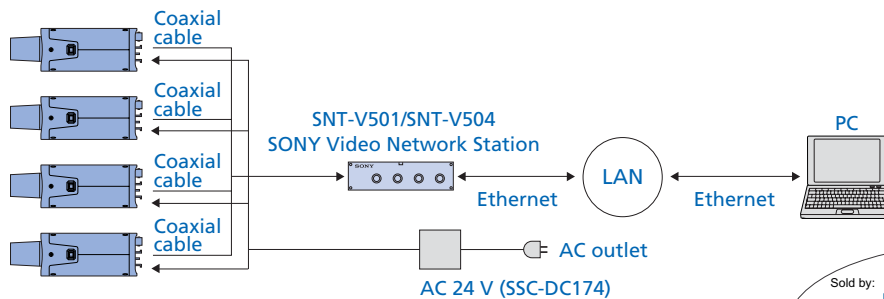 Coaxial
cable
Coaxial
cable
Coaxial
cable
Coaxial
cable
SNT-V501/SNT-V504
SONY Video Network Station
SONY
Ethernet
LAN
Ethernet
PC
AC outlet
AC 24 V (SSC-DC174)
Sold by: